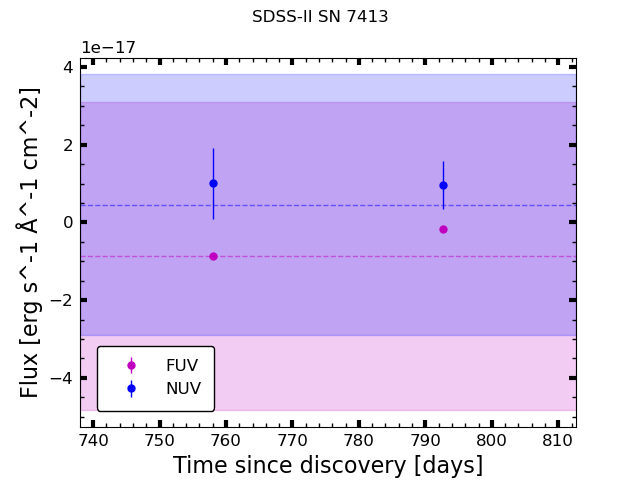 SDSS-II SN 7413
1e−17
4
2
0
−2
−4
Flux [erg s^-1 Å^-1 cm^-2]
FUV
NUV
740 750 760 770 780 790 800 810
Time since discovery [days]